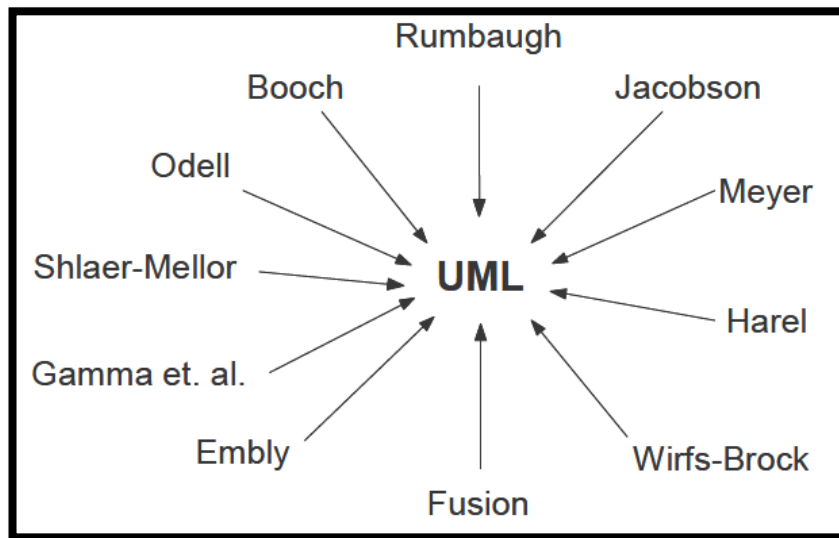 Rumbaugh
Booch
Jacobson
Odell
Meyer
Shlaer-Mellor
UML
Harel
Gamma et. al.
Embly
Wirfs-Brock
Fusion